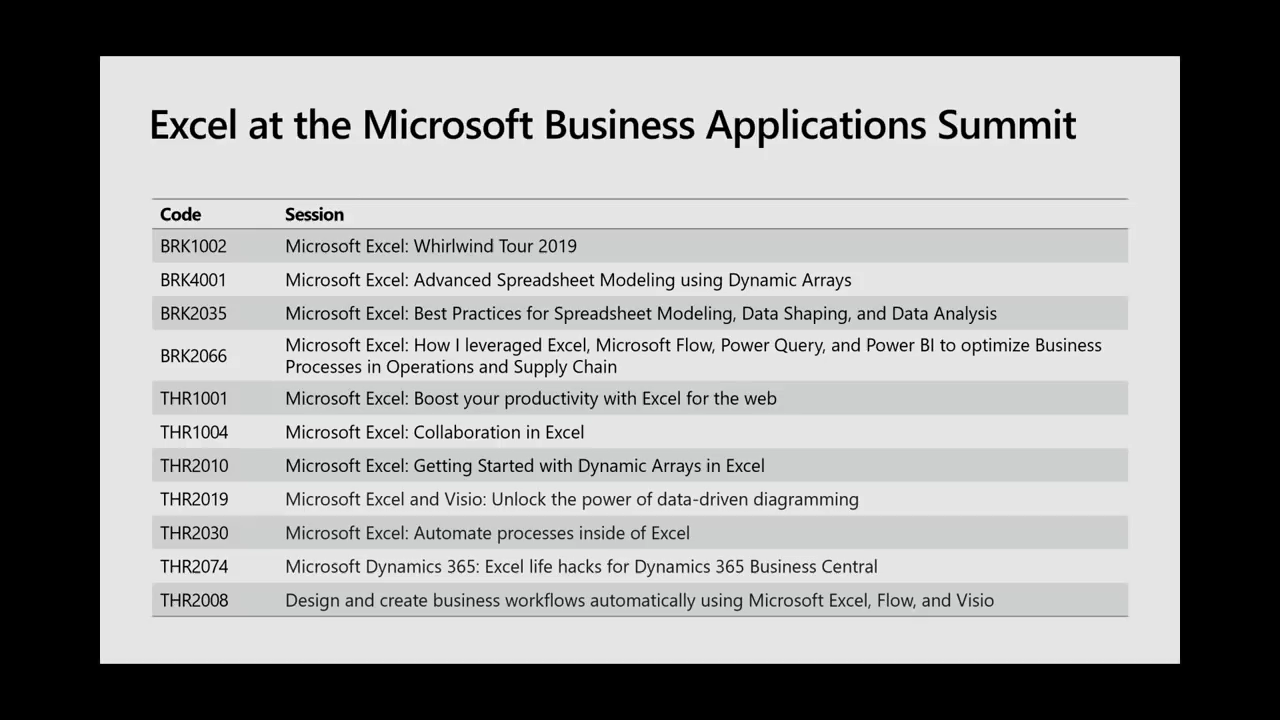 Excel at the Microsoft Business Applications Summit
Code Session
BRK1002 Microsoft Excel: Whirlwind Tour 2019
BRK4001 Microsoft Excel: Advanced Spreadsheet Modeling using Dynamic Arrays
BRK2035 Microsoft Excel: Best Practices for Spreadsheet Modeling, Data Shaping, and Data Analysis
BRK2066 Microsoft Excel: How I leveraged Excel, Microsoft Flow, Power Query, and Power BI to optimize Business
Processes in Operations and Supply Chain
THR1001 Microsoft Excel: Boost your productivity with Excel for the web
THR1004 Microsoft Excel: Collaboration in Excel
THR2010 Microsoft Excel: Getting Started with Dynamic Arrays in Excel
THR2019 Microsoft Excel and Visio: Unlock the power of data-driven diagramming
THR2030 Microsoft Excel: Automate processes inside of Excel
THR2074 Microsoft Dynamics 365: Excel life hacks for Dynamics 365 Business Central
THR2008 Design and create business workflows automatically using Microsoft Excel, Flow, and Visio